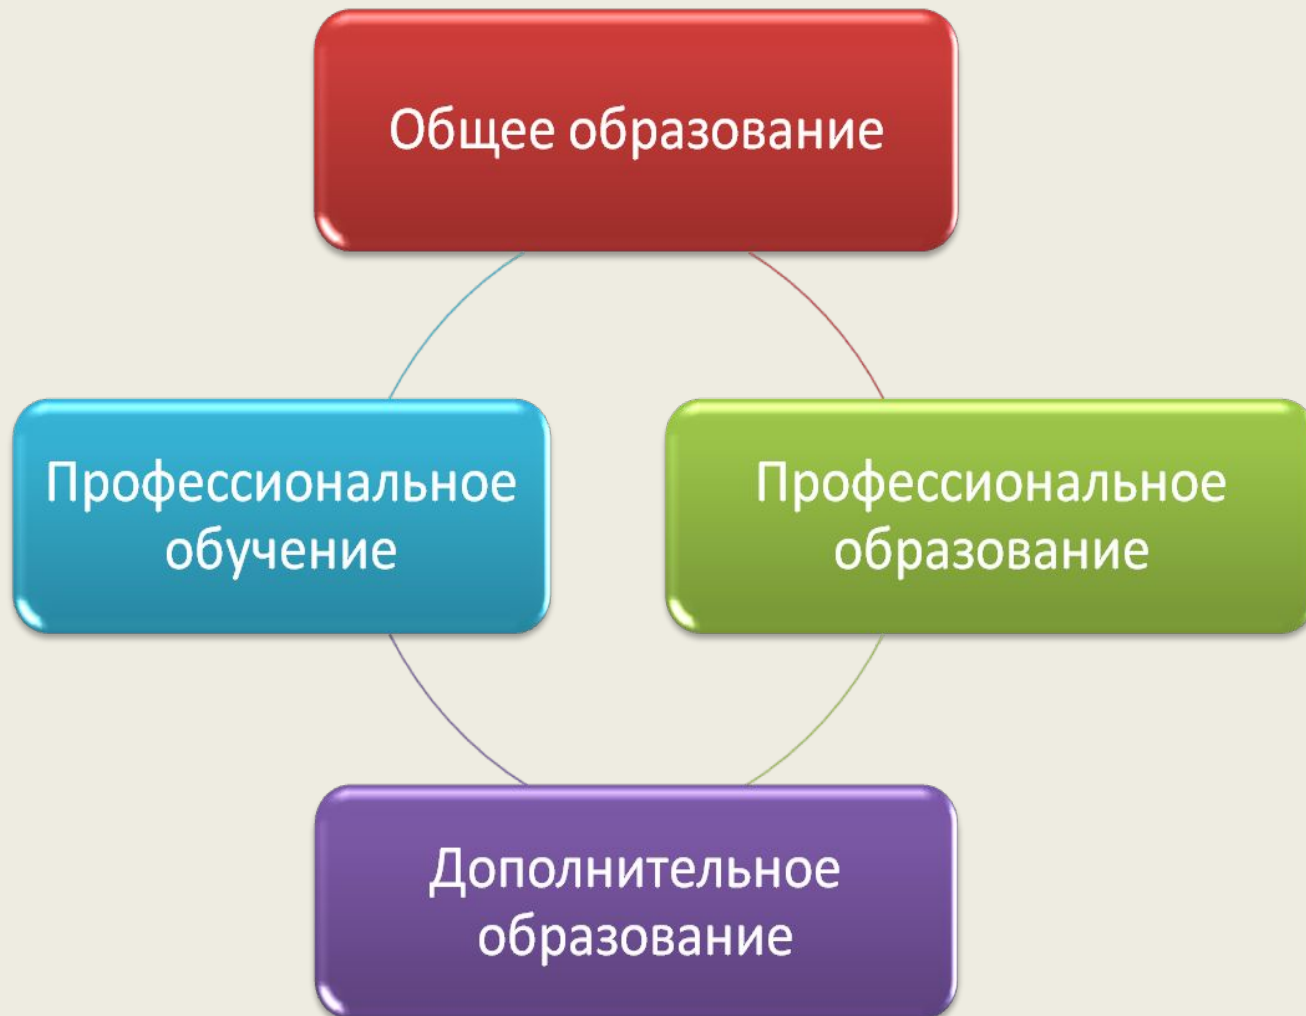 Общее образование
Профессиональное
обучение
Профессиональное
образование
Дополнительное
образование